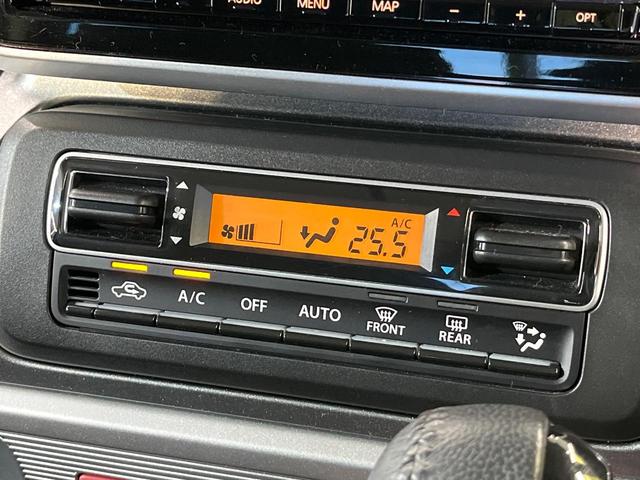 AUDIO MENU MAP - + OPT
A/C
25.5
A/C OFF AUTO FRONT REAR